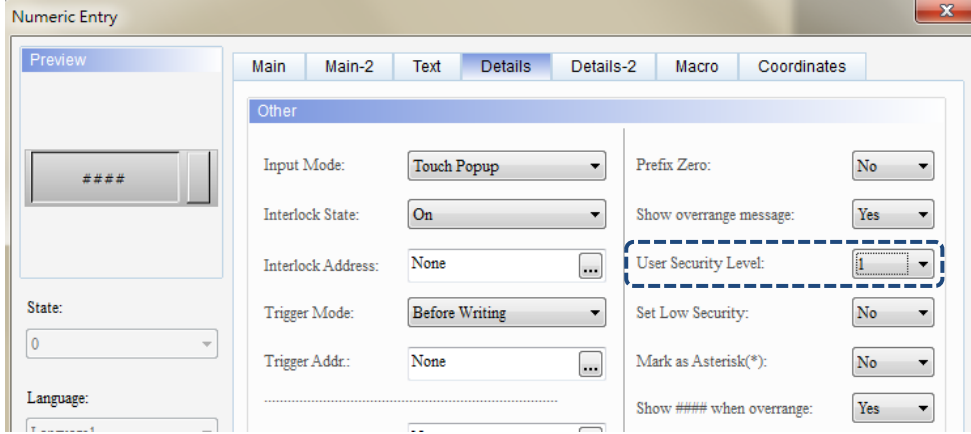 Numeric Entry
x
Preview
####
State:
0
Language:
Language1
Main Main-2 Text Details Details-2 Macro Coordinates
Other
Input Mode: Touch Popup
Interlock State: On
Interlock Address: None ...
Trigger Mode: Before Writing
Trigger Addr.: None ...
Prefix Zero: No
Show overrange message: Yes
User Security Level: 1
Set Low Security: No
Mark as Asterisk(*): No
Show #### when overrange: Yes